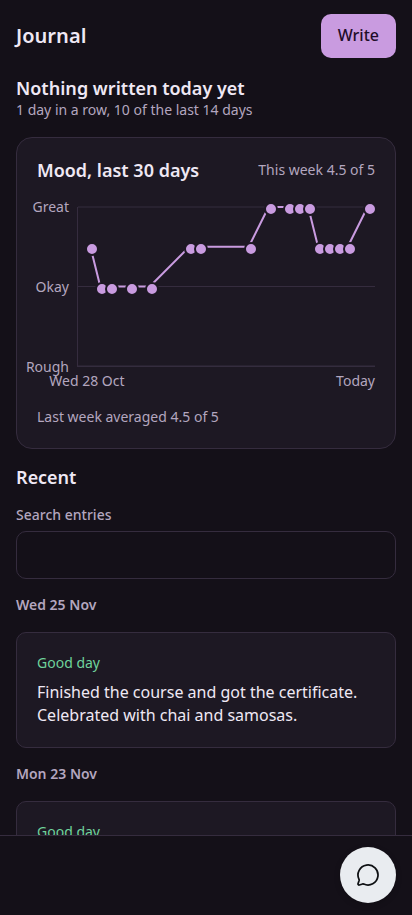 Journal
Write
Nothing written today yet
1 day in a row, 10 of the last 14 days
Mood, last 30 days
This week 4.5 of 5
Great
Okay
Rough
Wed 28 Oct
Today
Last week averaged 4.5 of 5
Recent
Search entries
Wed 25 Nov
Good day
Finished the course and got the certificate.
Celebrated with chai and samosas.
Mon 23 Nov
Good day